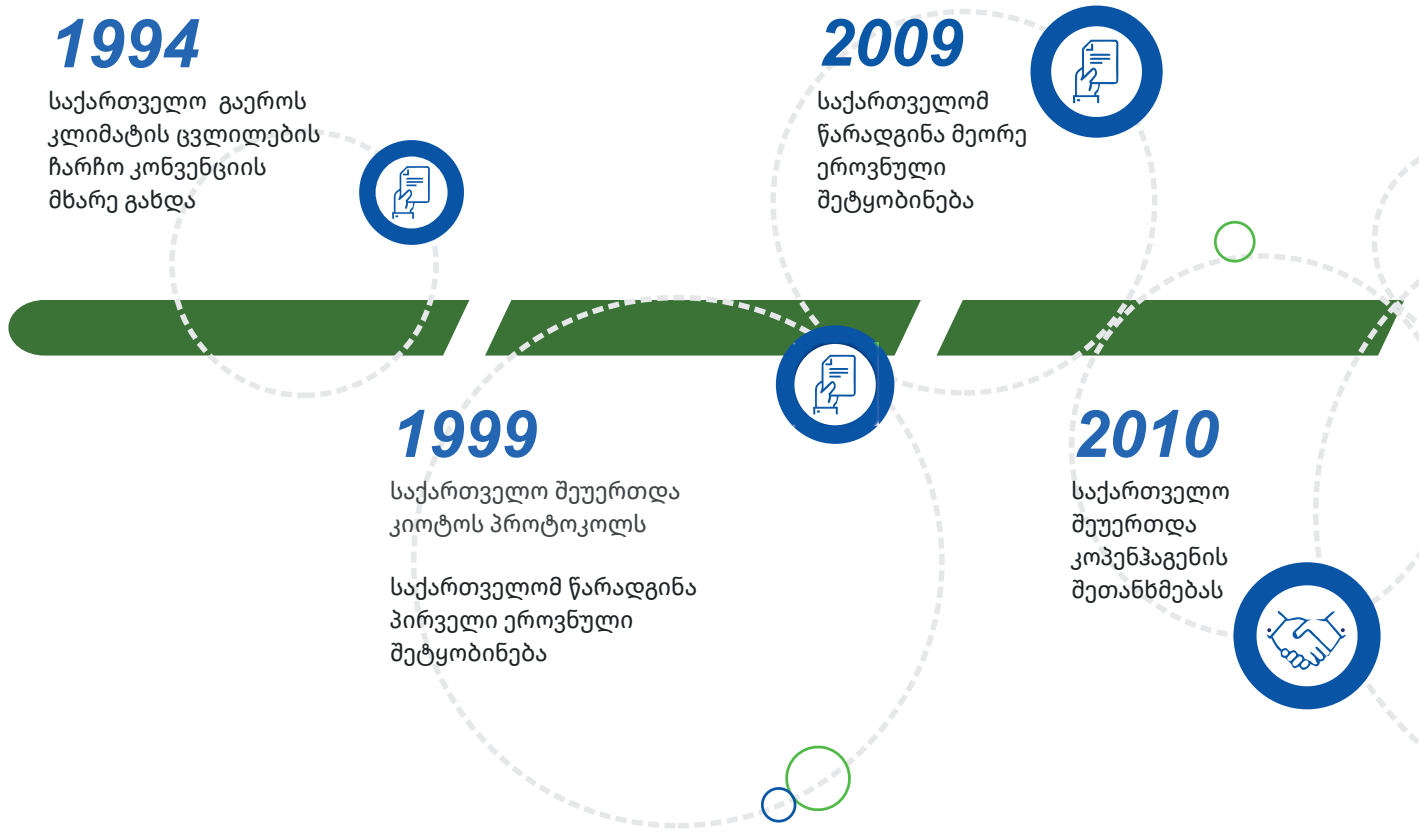 1994
საქართველო გაეროს
კლიმატის ცვლილების
ჩარჩო კონვენციის
მხარე გახდა
1999
საქართველო შეუერთდა
კიოტოს პროტოკოლს
საქართველომ წარადგინა
პირველი ეროვნული
შეტყობინება
2009
საქართველომ
წარადგინა მეორე
ეროვნული
შეტყობინება
2010
საქართველო
შეუერთდა
კოპენჰაგენის
შეთანხმებას